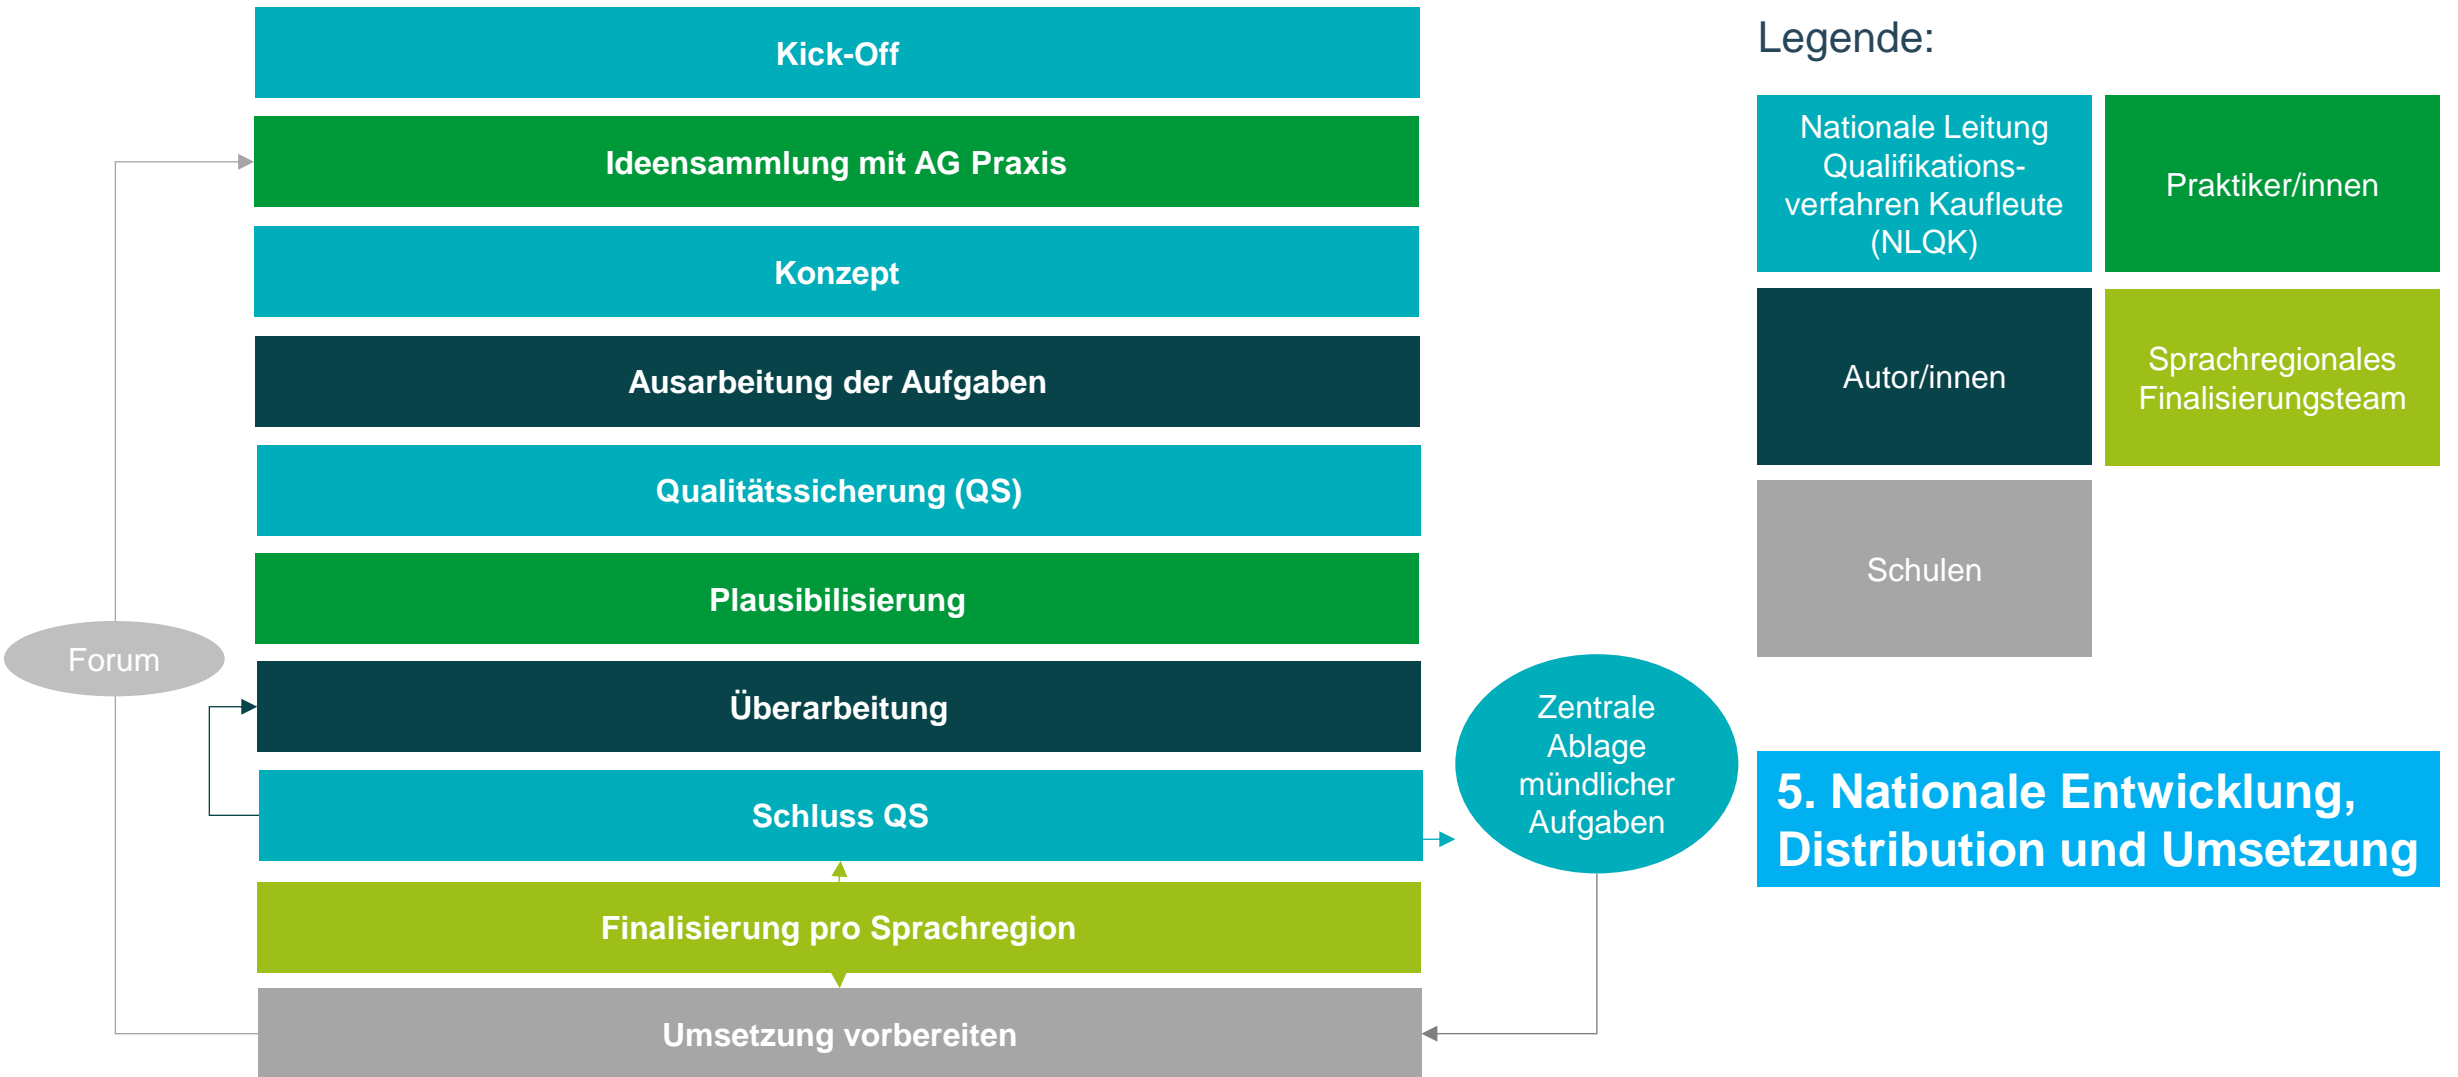 Kick-Off
Ideensammlung mit AG Praxis
Konzept
Ausarbeitung der Aufgaben
Qualitätssicherung (QS)
Plausibilisierung
Forum
Überarbeitung
Schluss QS
Finalisierung pro Sprachregion
Umsetzung vorbereiten
Zentrale
Ablage
mündlicher
Aufgaben
Legende:
Nationale Leitung
Qualifikations-
verfahren Kaufleute
(NLQK)
Praktiker/innen
Autor/innen
Sprachregionales
Finalisierungsteam
Schulen
5. Nationale Entwicklung,
Distribution und Umsetzung